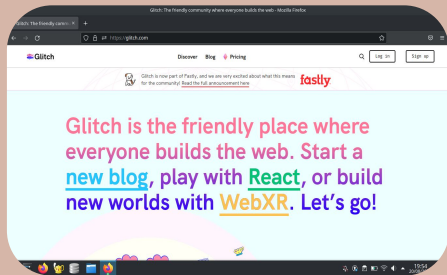 Glitch: The friendly community where everyone builds the web - Mozilla Firefox
Glitch: The friendly comm
https://glitch.com
Glitch
Discover Blog Pricing
Log in
Sign up
Glitch is now part of Fastly, and we are very excited about what this means
for the community! Read the full announcement here
fastly
Glitch is the friendly place where
everyone builds the web. Start a
new blog, play with React, or build
new worlds with WebXR. Let's go!
19:54